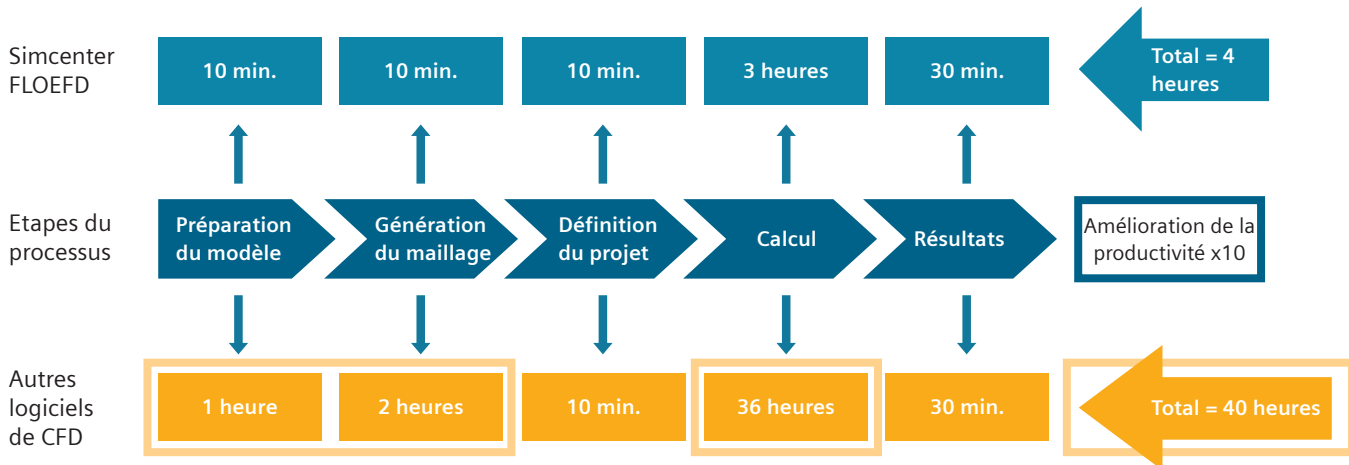 Simcenter
FLOEFD
10 min.
10 min.
10 min.
3 heures
30 min.
Total = 4
heures
Etapes du
processus
Préparation
du modèle
Génération
du maillage
Définition
du projet
Calcul
Résultats
Amélioration de la
productivité x10
Autres
logiciels
de CFD
1 heure
2 heures
10 min.
36 heures
30 min.
Total = 40 heures